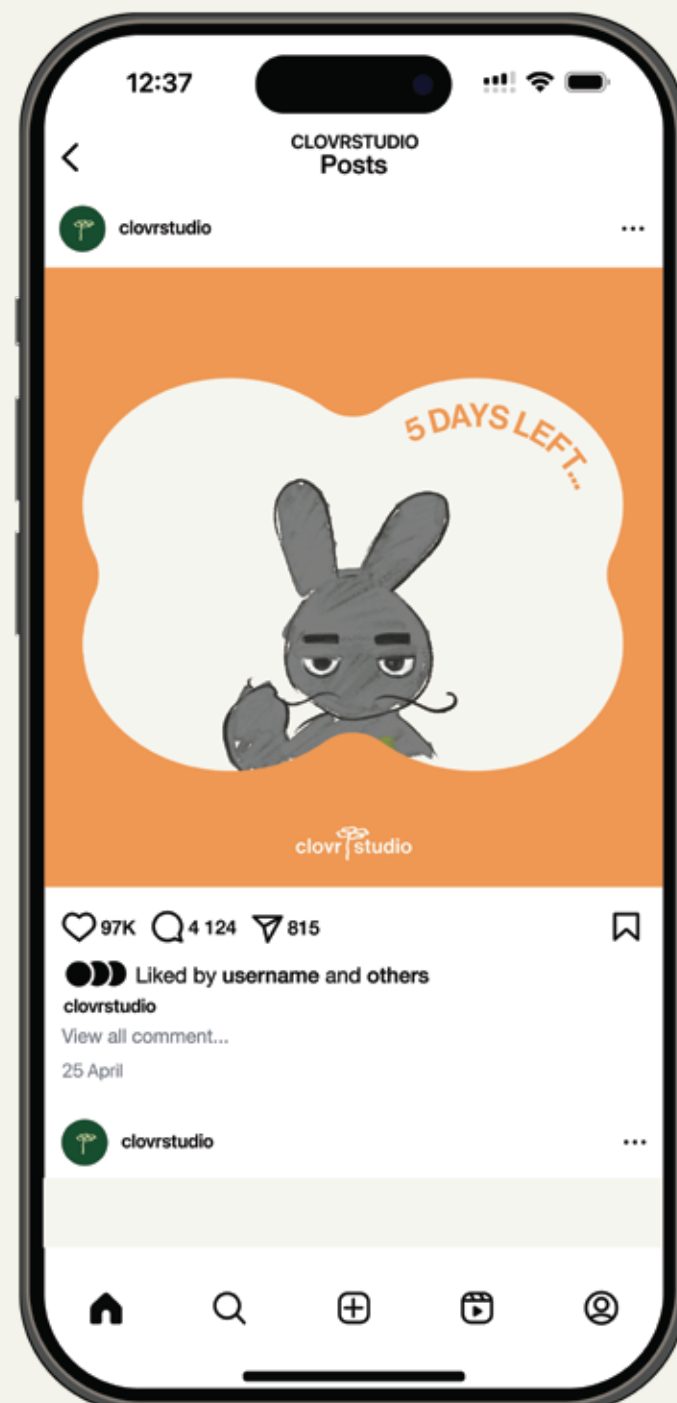 12:37
CLOVRSTUDIO
Posts
clovrstudio
5 DAYS LEFT...
clovr studio
97K 4 124 815
Liked by username and others
clovrstudio
View all comment...
25 April
clovrstudio